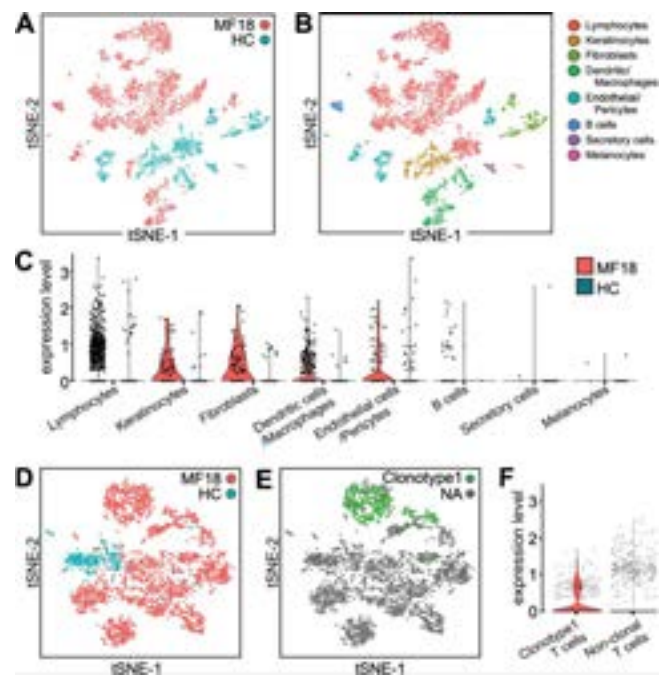 A
MF18
HC
tSNE-2
tSNE-1
B
tSNE-2
tSNE-1
Lymphocytes
Keratinocytes
Fibroblasts
Dendritic/
Macrophages
Endothelial/
Pericytes
B cells
Secretory cells
Melanocytes
C
expression level
3
2
1
0
MF18
HC
Lymphocytes
Keratinocytes
Fibroblasts
Dendritic cells
/Macrophages
Endothelial cells
/Pericytes
B cells
Secretory cells
Melanocytes
D
MF18
HC
tSNE-2
tSNE-1
E
Clonotype1
NA
tSNE-2
tSNE-1
F
expression level
3
2
1
0
Clonotype1
T cells
Non-clonal
T cells